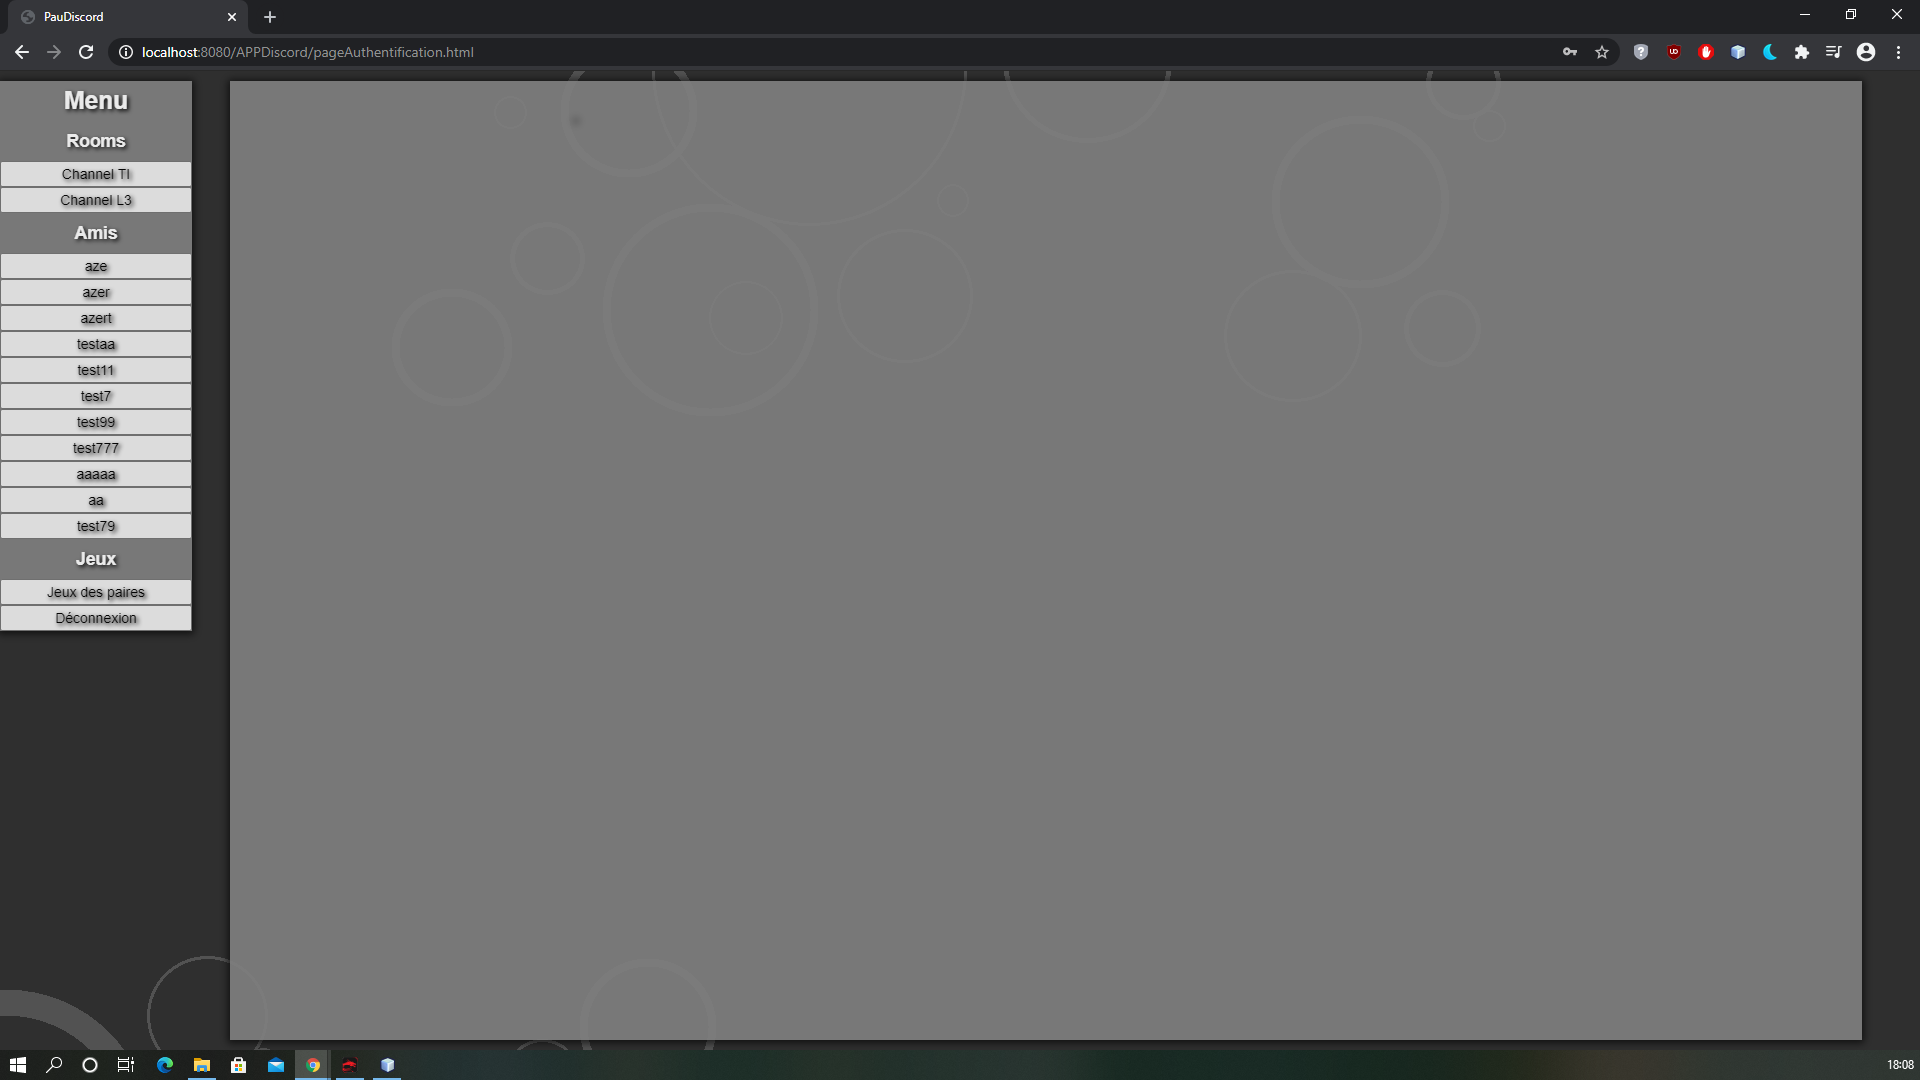 PauDiscord
localhost:8080/APPDiscord/pageAuthentification.html
Menu
Rooms
Channel TI
Channel L3
Amis
aze
azer
azert
testaa
test11
test7
test99
test777
aaaaa
aa
test79
Jeux
Jeux des paires
Déconnexion
18:08